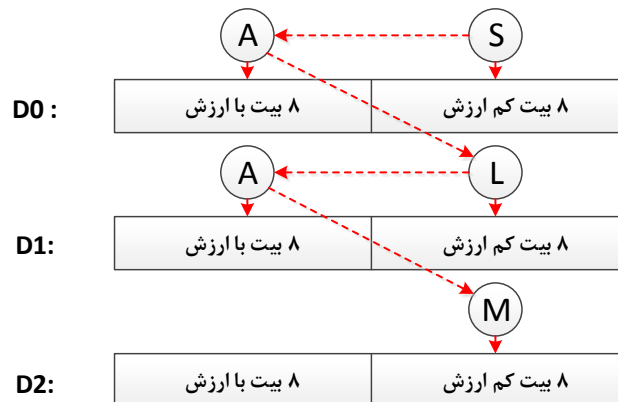 A S
D0 : ۸ بیت با ارزش ۸ بیت کم ارزش
A L
D1: ۸ بیت با ارزش ۸ بیت کم ارزش
M
D2: ۸ بیت با ارزش ۸ بیت کم ارزش